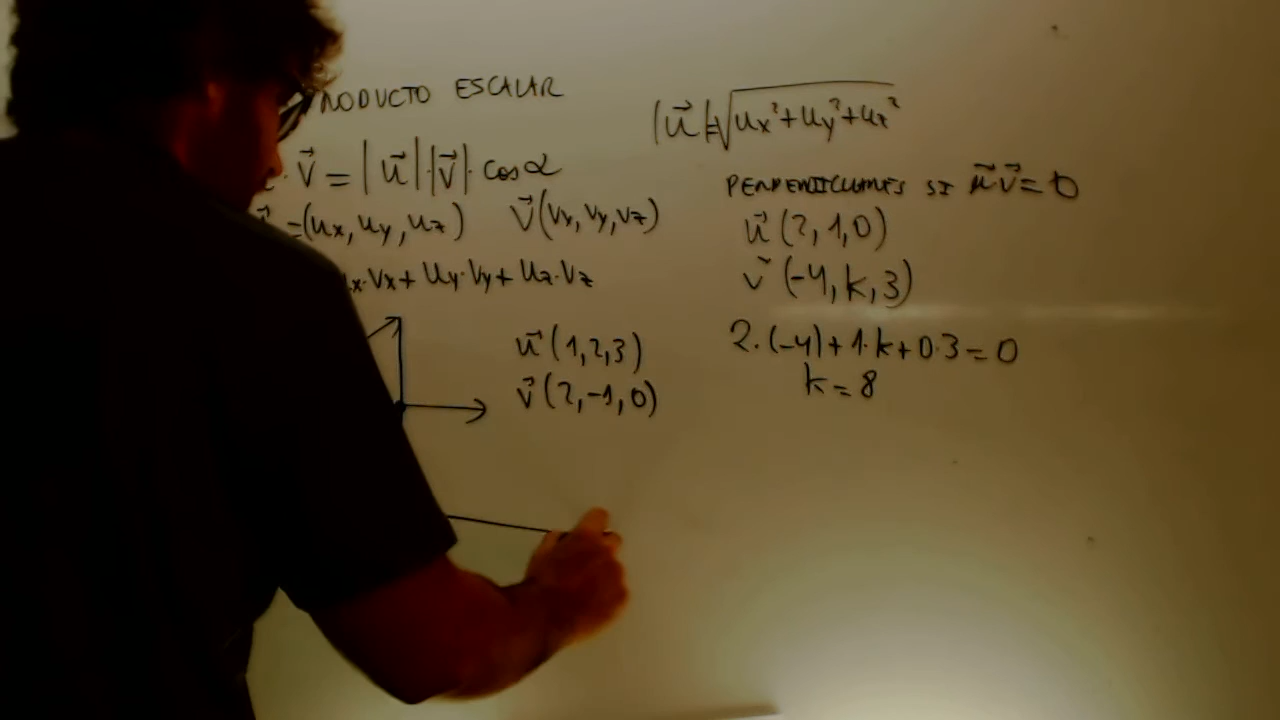 PRODUCTO ESCALAR
· v⃗ = |u⃗|·|v⃗|· cos α
=(ux, uy, uz) v⃗(vx, vy, vz)
ux·vx + uy·vy + uz·vz
u⃗(1,2,3)
v⃗(2,-1,0)
|u⃗|=√ux²+uy²+uz²
PERPENDICULARES SI u⃗v⃗=0
u⃗(2,1,0)
v⃗(-4,k,3)
2·(-4)+1·k+0·3=0
k=8